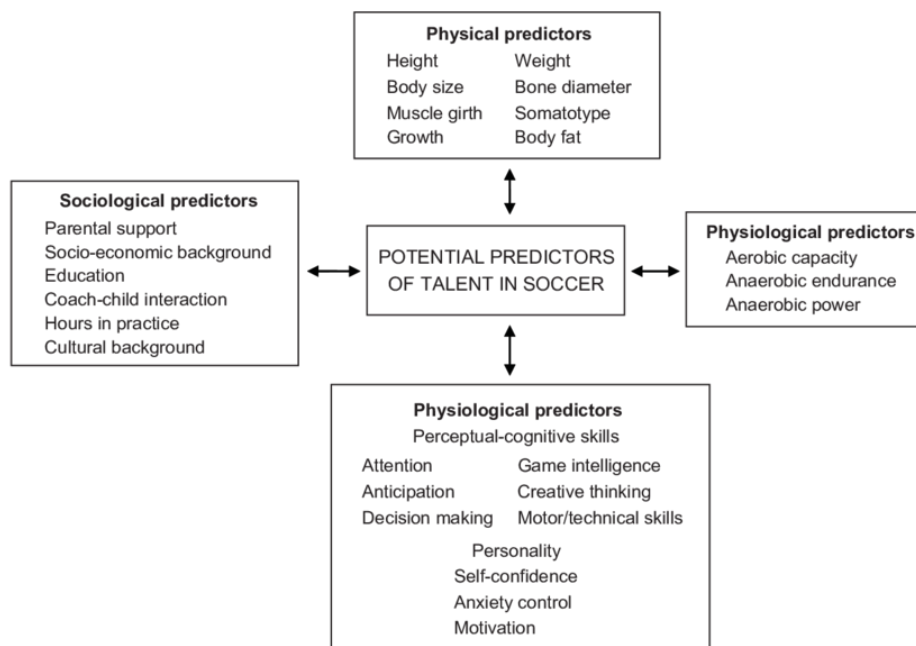 Physical predictors
Height Weight
Body size Bone diameter
Muscle girth Somatotype
Growth Body fat
Sociological predictors
Parental support
Socio-economic background
Education
Coach-child interaction
Hours in practice
Cultural background
POTENTIAL PREDICTORS
OF TALENT IN SOCCER
Physiological predictors
Aerobic capacity
Anaerobic endurance
Anaerobic power
Physiological predictors
Perceptual-cognitive skills
Attention Game intelligence
Anticipation Creative thinking
Decision making Motor/technical skills
Personality
Self-confidence
Anxiety control
Motivation